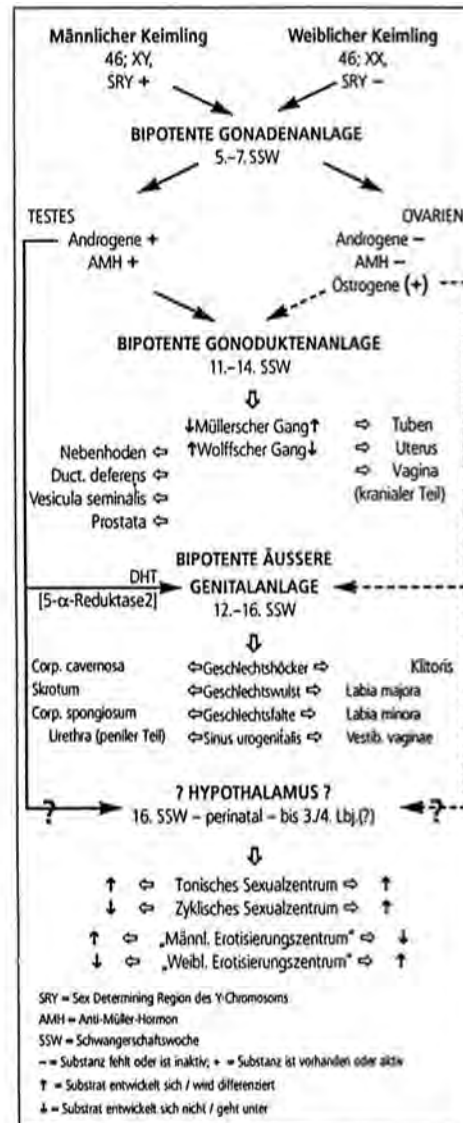 Männlicher Keimling Weiblicher Keimling
46; XY, 46; XX,
SRY + SRY –
BIPOTENTE GONADENANLAGE
5.–7. SSW
TESTES OVARIEN
Androgene + Androgene –
AMH + AMH –
Östrogene (+)
BIPOTENTE GONODUKTENANLAGE
11.–14. SSW
⇩
↓Müllerscher Gang↑ ⇨ Tuben
Nebenhoden ⇦ ↑Wolffscher Gang↓ ⇨ Uterus
Duct. deferens ⇦ ⇨ Vagina
Vesicula seminalis ⇦ (kranialer Teil)
Prostata ⇦
BIPOTENTE ÄUSSERE
DHT GENITALANLAGE
[5-α-Reduktase2] 12.–16. SSW
⇩
Corp. cavernosa ⇦Geschlechtshöcker ⇨ Klitoris
Skrotum ⇦Geschlechtswulst ⇨ Labia majora
Corp. spongiosum ⇦Geschlechtsfalte ⇨ Labia minora
Urethra (peniler Teil) ⇦Sinus urogenitalis ⇨ Vestib. vaginae
? HYPOTHALAMUS ?
? 16. SSW – perinatal – bis 3./4. Lbj.(?) ?
⇩
↑ ⇦ Tonisches Sexualzentrum ⇨ ↑
↓ ⇦ Zyklisches Sexualzentrum ⇨ ↑
↑ ⇦ „Männl. Erotisierungszentrum" ⇨ ↓
↓ ⇦ „Weibl. Erotisierungszentrum" ⇨ ↑
SRY = Sex Determining Region des Y-Chromosoms
AMH = Anti-Müller-Hormon
SSW = Schwangerschaftswoche
– = Substanz fehlt oder ist inaktiv; + = Substanz ist vorhanden oder aktiv
↑ = Substrat entwickelt sich / wird differenziert
↓ = Substrat entwickelt sich nicht / geht unter